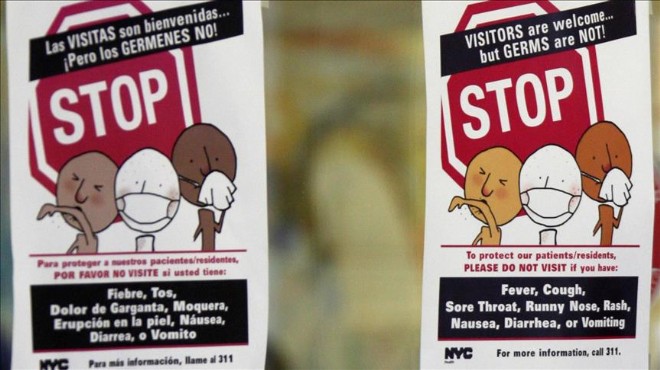 Las VISITAS son bienvenidas...
¡Pero los GÉRMENES NO!
STOP
Para proteger a nuestros pacientes/residentes,
POR FAVOR NO VISITE si usted tiene:
Fiebre, Tos,
Dolor de Garganta, Moquera,
Erupción en la piel, Náusea,
Diarrea, o Vomito
NYC
Para más información, llame al 311
VISITORS are welcome...
but GERMS are NOT!
STOP
To protect our patients/residents,
PLEASE DO NOT VISIT if you have:
Fever, Cough,
Sore Throat, Runny Nose, Rash,
Nausea, Diarrhea, or Vomiting
NYC
For more information, call 311.